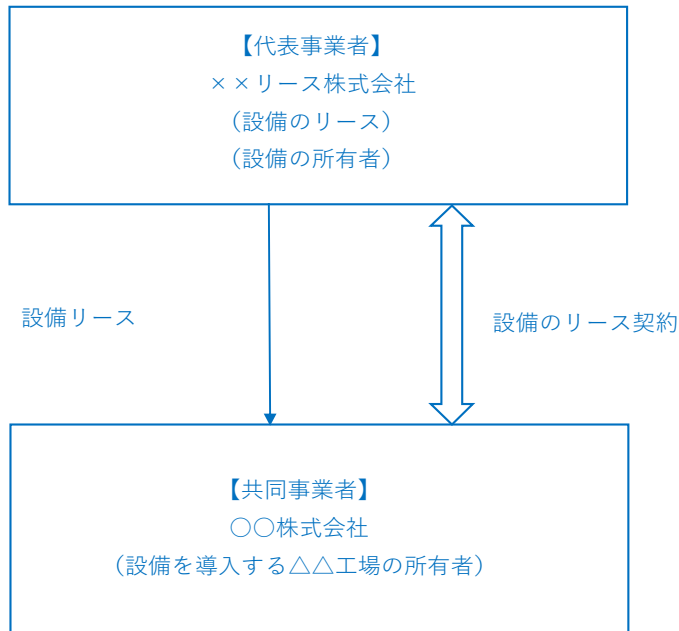 【代表事業者】
××リース株式会社
（設備のリース）
（設備の所有者）
設備リース
設備のリース契約
【共同事業者】
○○株式会社
（設備を導入する△△工場の所有者）